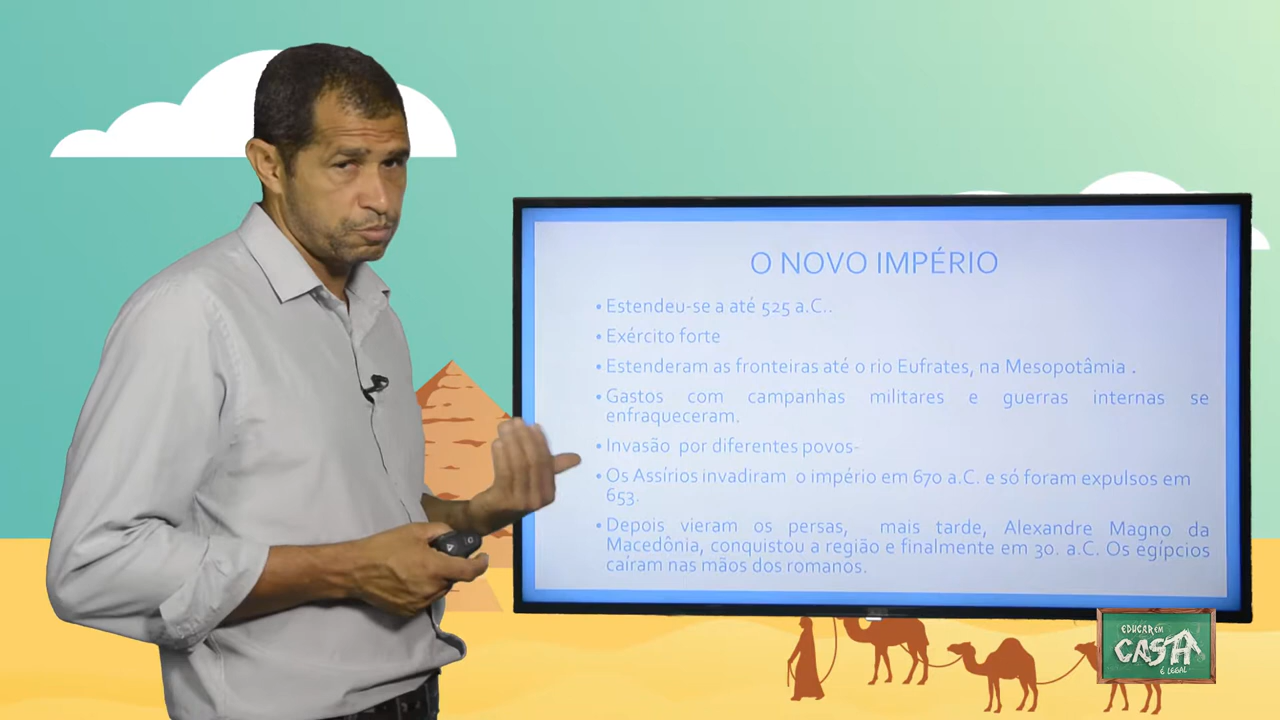 O NOVO IMPÉRIO
• Estendeu-se a até 525 a.C..
• Exército forte
• Estenderam as fronteiras até o rio Eufrates, na Mesopotâmia .
• Gastos com campanhas militares e guerras internas se
enfraqueceram.
• Invasão por diferentes povos-
• Os Assírios invadiram o império em 670 a.C. e só foram expulsos em
653.
• Depois vieram os persas, mais tarde, Alexandre Magno da
Macedônia, conquistou a região e finalmente em 30. a.C. Os egípcios
caíram nas mãos dos romanos.
EDUCAR EM
CASA
É LEGAL